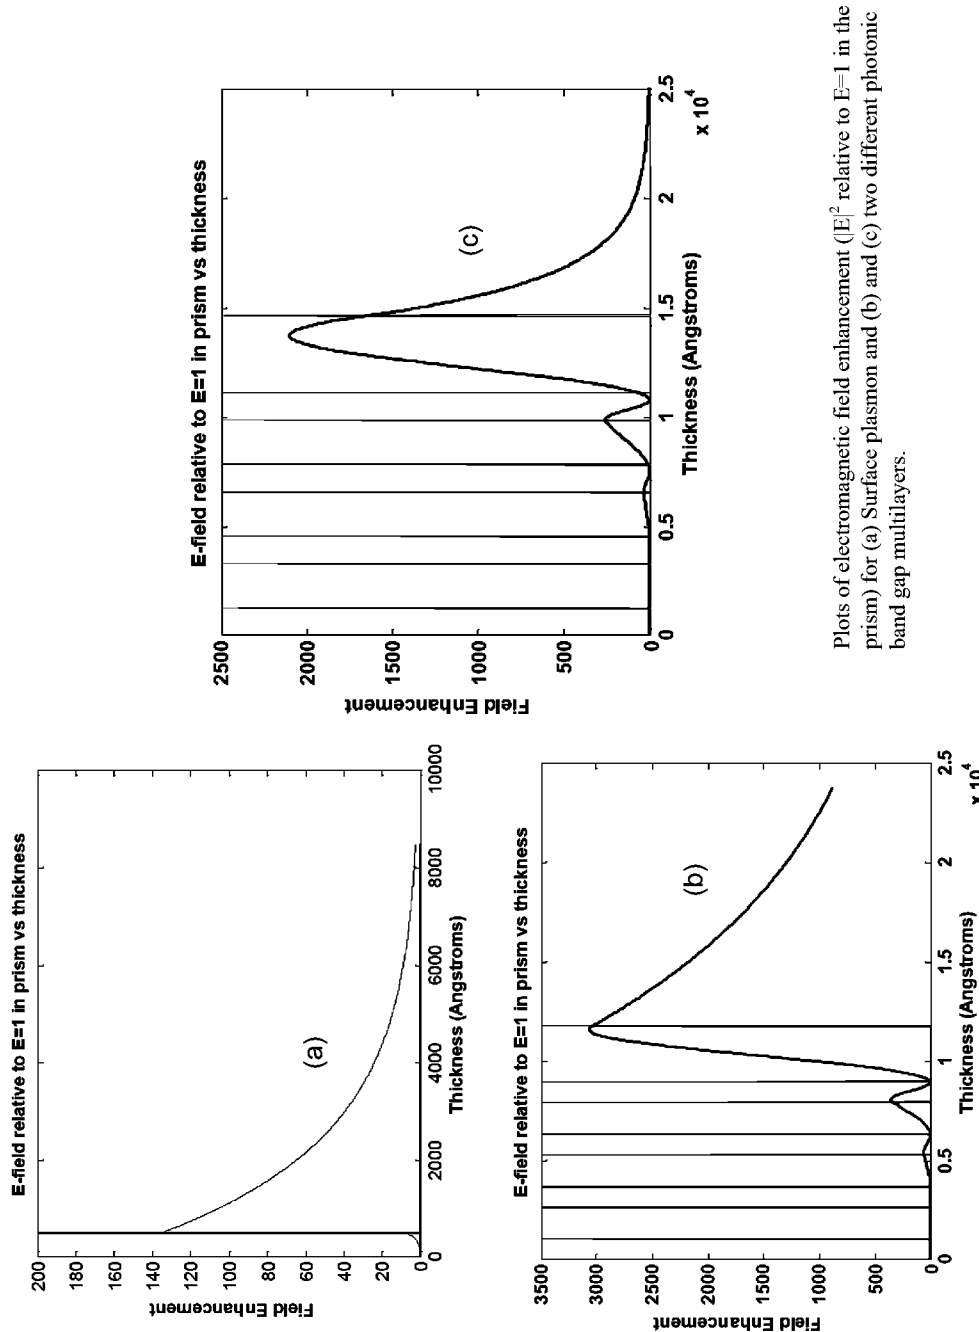 E-field relative to E=1 in prism vs thickness
200
180
160
140
120
100
80
60
40
20
0
Field Enhancement
(a)
0
2000
4000
6000
8000
10000
Thickness (Angstroms)
E-field relative to E=1 in prism vs thickness
3500
3000
2500
2000
1500
1000
500
0
Field Enhancement
(b)
0
0.5
1
1.5
2
2.5
x 10^4
Thickness (Angstroms)
E-field relative to E=1 in prism vs thickness
2500
2000
1500
1000
500
0
Field Enhancement
(c)
0
0.5
1
1.5
2
2.5
x 10^4
Thickness (Angstroms)
Plots of electromagnetic field enhancement (|E|² relative to E=1 in the
prism) for (a) Surface plasmon and (b) and (c) two different photonic
band gap multilayers.